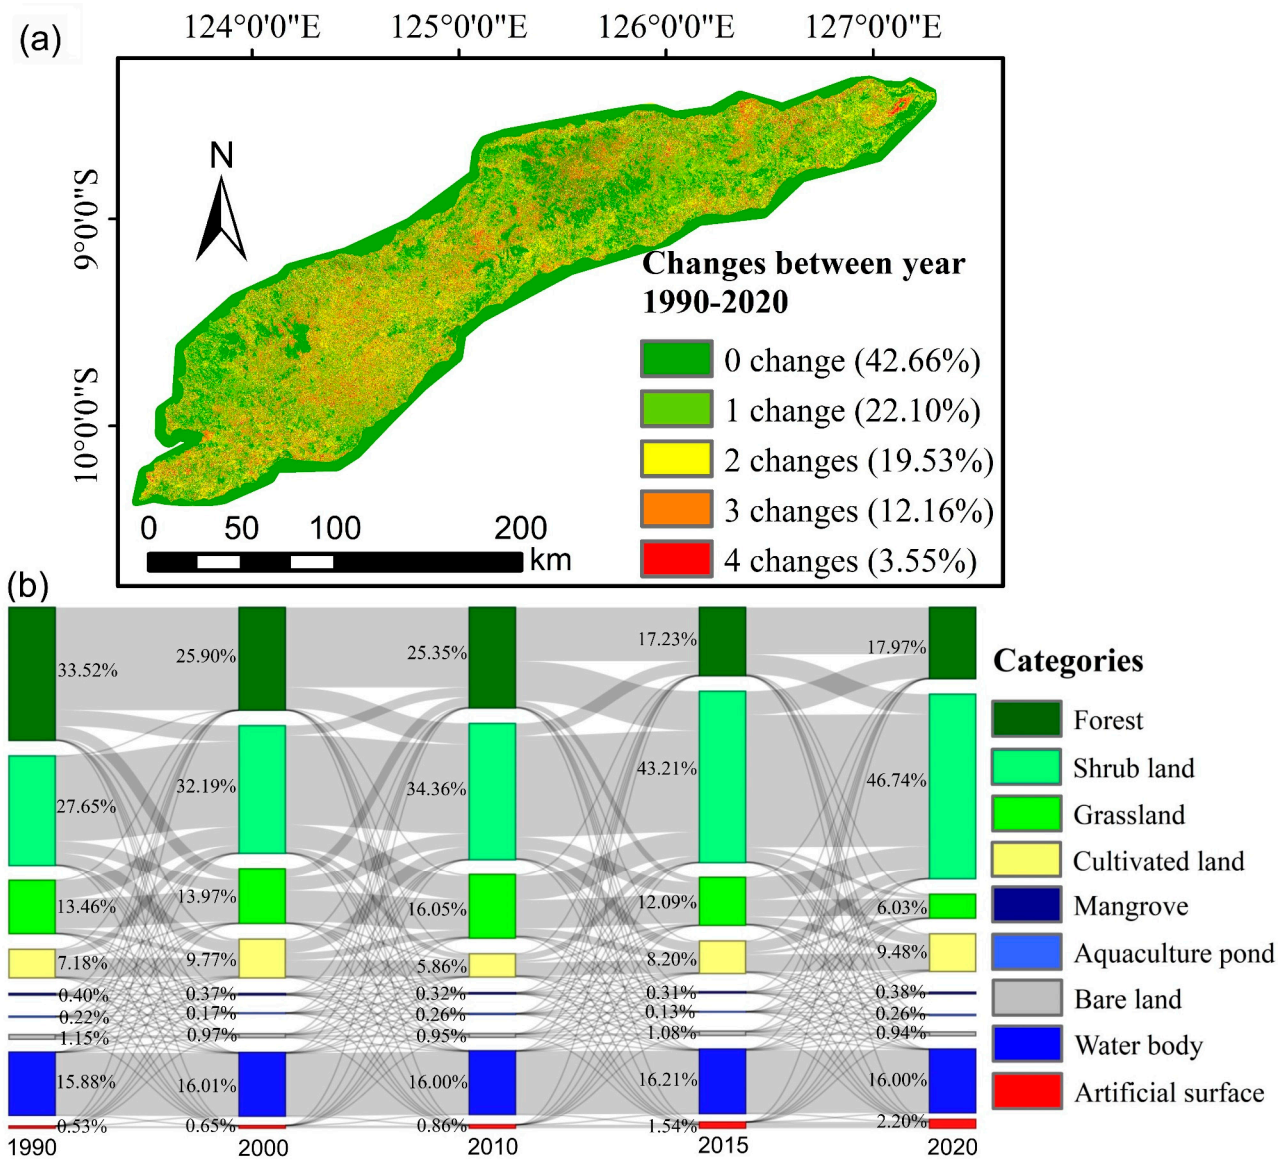 (a)
124°0'0"E 125°0'0"E 126°0'0"E 127°0'0"E
9°0'0"S
10°0'0"S
N
Changes between year
1990-2020
0 change (42.66%)
1 change (22.10%)
2 changes (19.53%)
3 changes (12.16%)
4 changes (3.55%)
0 50 100 200
km
(b)
33.52% 25.90% 25.35% 17.23% 17.97%
27.65% 32.19% 34.36% 43.21% 46.74%
13.46% 13.97% 16.05% 12.09% 6.03%
7.18% 9.77% 5.86% 8.20% 9.48%
0.40% 0.37% 0.32% 0.31% 0.38%
0.22% 0.17% 0.26% 0.13% 0.26%
1.15% 0.97% 0.95% 1.08% 0.94%
15.88% 16.01% 16.00% 16.21% 16.00%
0.53% 0.65% 0.86% 1.54% 2.20%
1990 2000 2010 2015 2020
Categories
Forest
Shrub land
Grassland
Cultivated land
Mangrove
Aquaculture pond
Bare land
Water body
Artificial surface